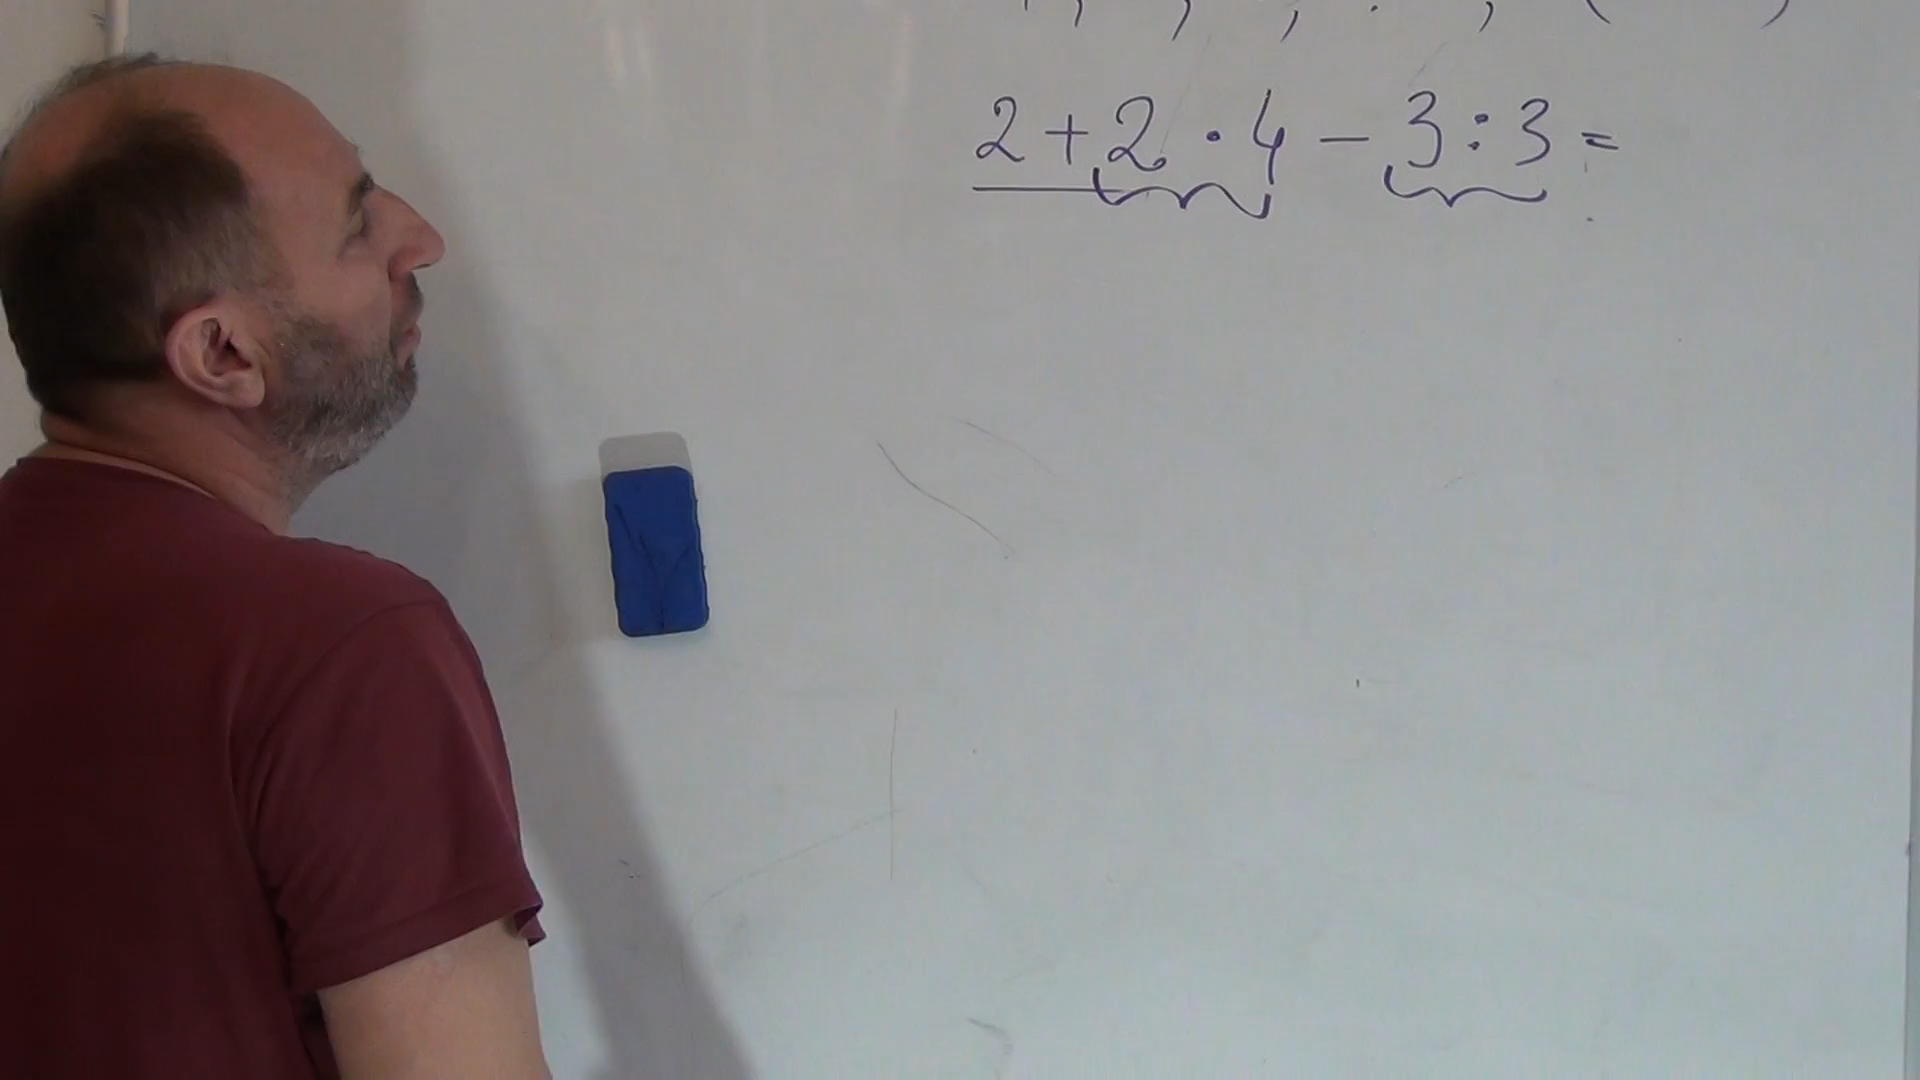 2 + 2 · 4 - 3 : 3 =